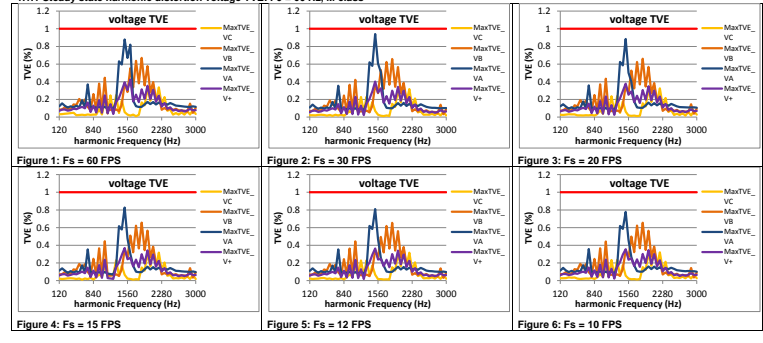 voltage TVE
1.2
1
0.8
0.6
0.4
0.2
0
TVE (%)
120 840 1560 2280 3000
harmonic Frequency (Hz)
MaxTVE_
VC
MaxTVE_
VB
MaxTVE_
VA
MaxTVE_
V+
Figure 1: Fs = 60 FPS
voltage TVE
1.2
1
0.8
0.6
0.4
0.2
0
TVE (%)
120 840 1560 2280 3000
harmonic Frequency (Hz)
MaxTVE_
VC
MaxTVE_
VB
MaxTVE_
VA
MaxTVE_
V+
Figure 2: Fs = 30 FPS
voltage TVE
1.2
1
0.8
0.6
0.4
0.2
0
TVE (%)
120 840 1560 2280 3000
harmonic Frequency (Hz)
MaxTVE_
VC
MaxTVE_
VB
MaxTVE_
VA
MaxTVE_
V+
Figure 3: Fs = 20 FPS
voltage TVE
1.2
1
0.8
0.6
0.4
0.2
0
TVE (%)
120 840 1560 2280 3000
harmonic Frequency (Hz)
MaxTVE_
VC
MaxTVE_
VB
MaxTVE_
VA
MaxTVE_
V+
Figure 4: Fs = 15 FPS
voltage TVE
1.2
1
0.8
0.6
0.4
0.2
0
TVE (%)
120 840 1560 2280 3000
harmonic Frequency (Hz)
MaxTVE_
VC
MaxTVE_
VB
MaxTVE_
VA
MaxTVE_
V+
Figure 5: Fs = 12 FPS
voltage TVE
1.2
1
0.8
0.6
0.4
0.2
0
TVE (%)
120 840 1560 2280 3000
harmonic Frequency (Hz)
MaxTVE_
VC
MaxTVE_
VB
MaxTVE_
VA
MaxTVE_
V+
Figure 6: Fs = 10 FPS